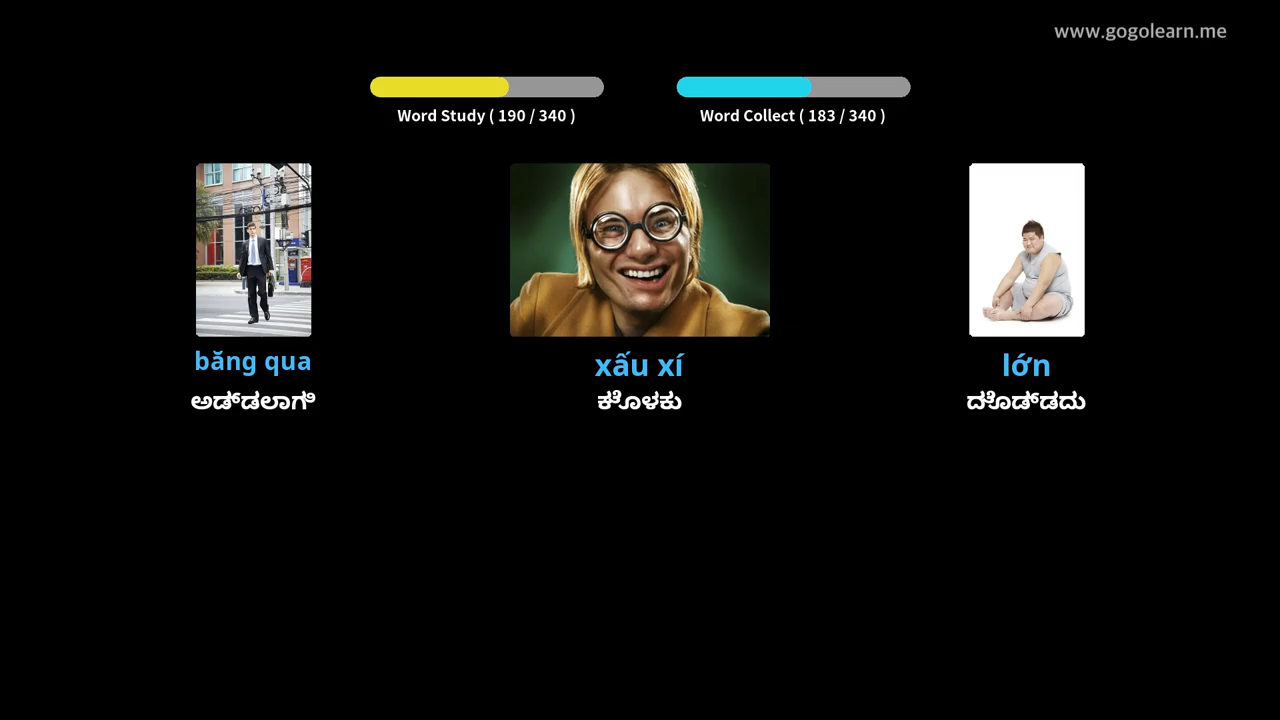 www.gogolearn.me
Word Study ( 190 / 340 )
Word Collect ( 183 / 340 )
băng qua
ಅಡ್ಡಲಾಗಿ
xấu xí
ಕೊಳಕು
lớn
ದೊಡ್ಡದು